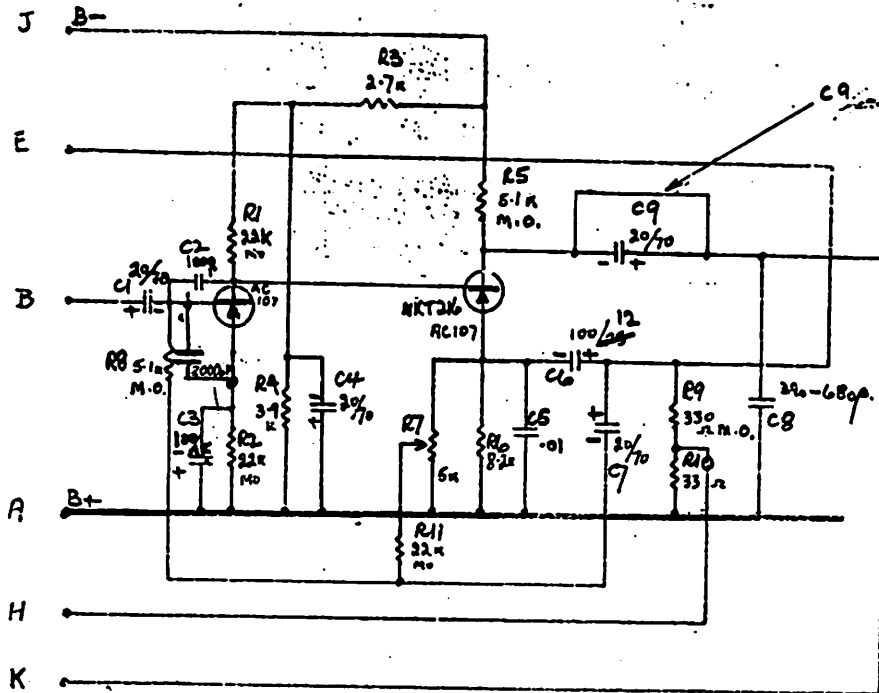 J B-
R3
2.7K
C9
E
R5
5.1K
M.O.
R1
22K
MO
C9
20/70
C2
C1 20/70
B
AC
107
NKT216
AC107
12
100/25
C6
R8 5.1K
M.O.
C3
R2
22K
MO
R4
3.9
K
C4
20/70
R7
5K
R6
8.2K
C5
.01
20/70
C7
R9
330
Ω M.O.
R10
33 Ω
C8
A B+
R11
22K
MO
H
K